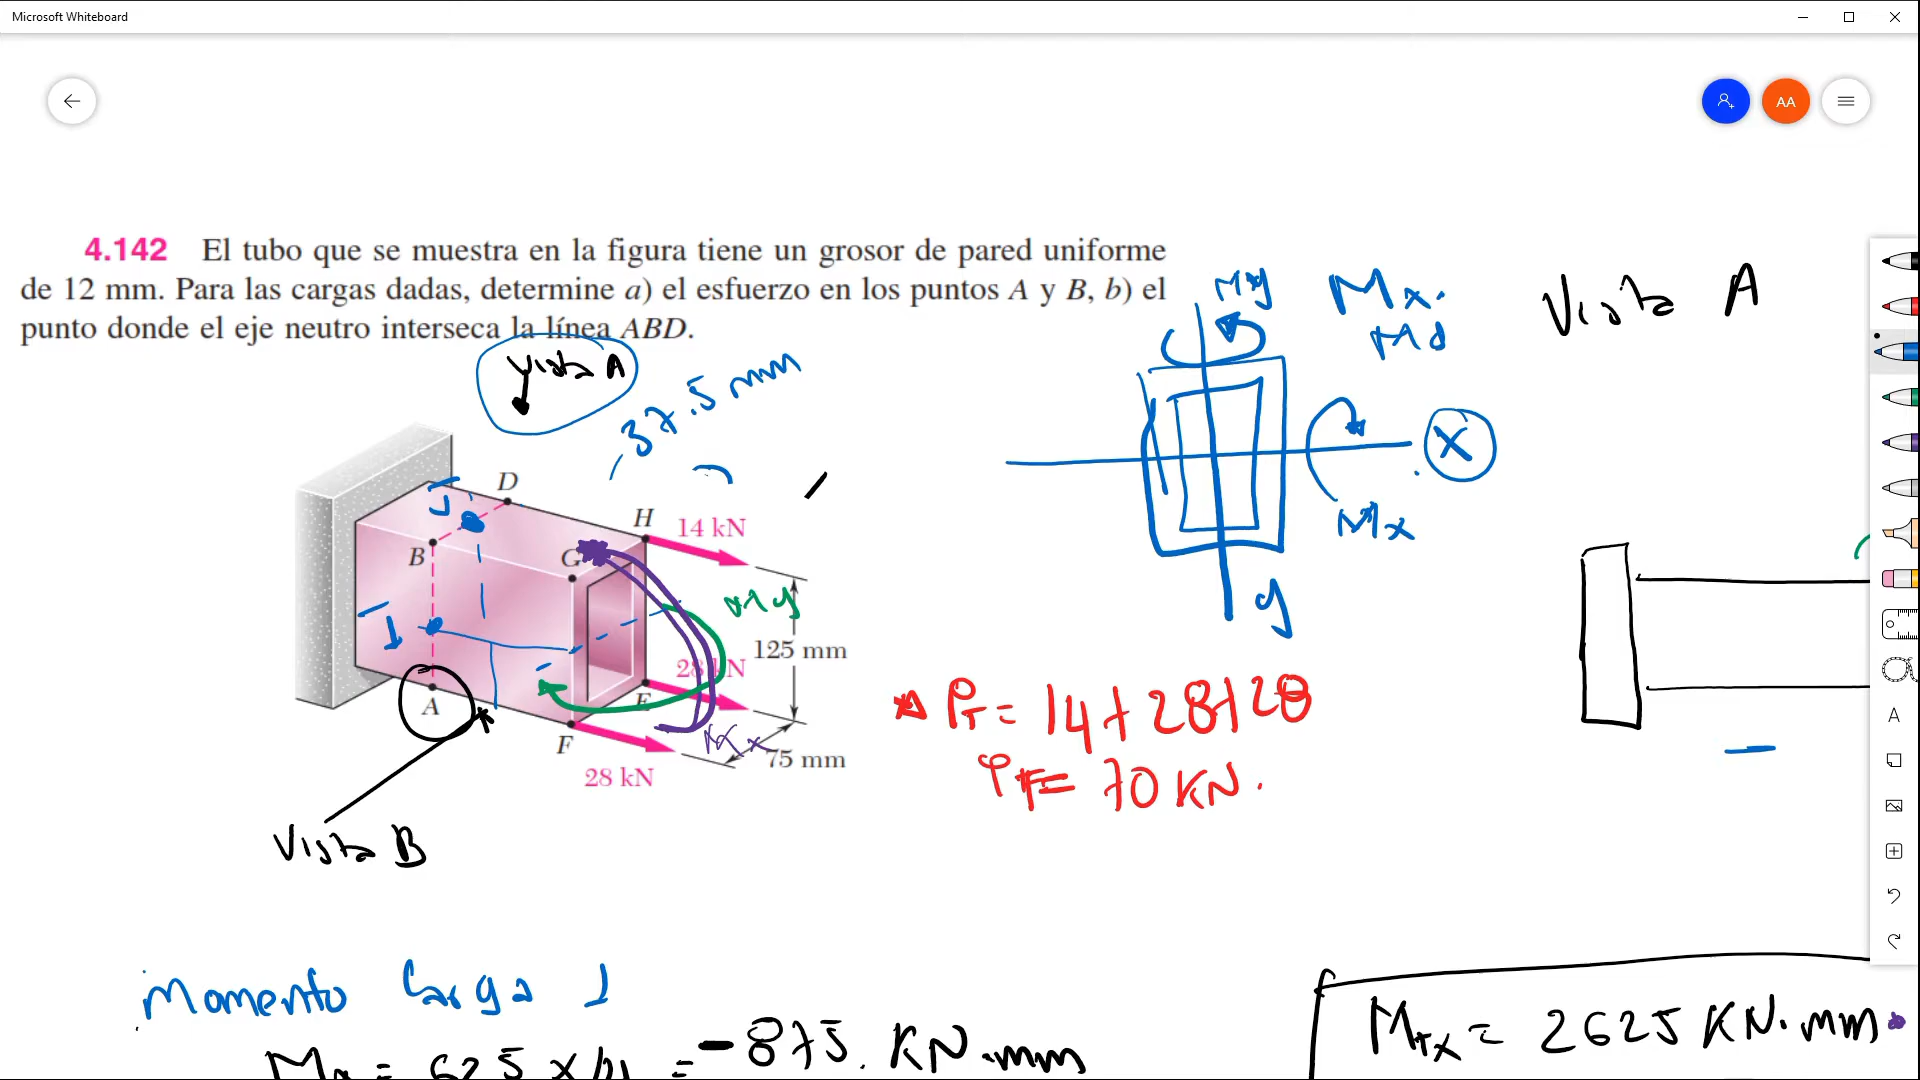 Microsoft Whiteboard
AA
4.142 El tubo que se muestra en la figura tiene un grosor de pared uniforme
de 12 mm. Para las cargas dadas, determine a) el esfuerzo en los puntos A y B, b) el
punto donde el eje neutro interseca la línea ABD.
Vista A
37.5 mm
My
Mx.
Vista A
X
Mx
y
D
H
14 kN
B
G
My
125 mm
28 kN
A
E
F
Mx
75 mm
28 kN
Vista B
PT = 14+28+28
PT = 70 KN.
Momento Carga 1
= -875. KN.mm
MTx = 2625 KN.mm
A